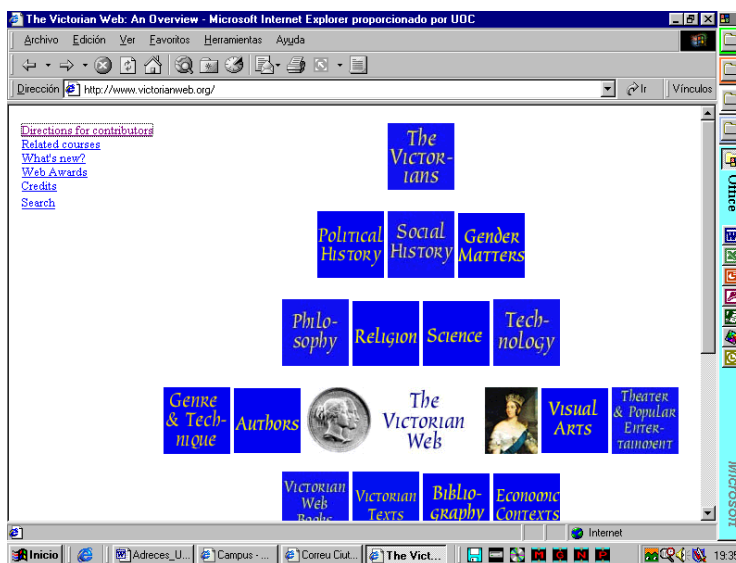 The Victorian Web: An Overview - Microsoft Internet Explorer proporcionado por UOC
Archivo Edición Ver Favoritos Herramientas Ayuda
Dirección http://www.victorianweb.org/ Ir Vínculos
Directions for contributors
Related courses
What's new?
Web Awards
Credits
Search
The
Victor-
ians
Political
History
Social
History
Gender
Matters
Philo-
sophy
Religion
Science
Tech-
nology
Genre
& Tech-
nique
Authors
The
Victorian
Web
Visual
Arts
Theater
& Popular
Enter-
tainment
Victorian
Web
Books
Victorian
Texts
Biblio-
graphy
Economic
Contexts
Office
Microsoft
Internet
Inicio Adreces_U... Campus - ... Correu Ciut... The Vict... 19:35